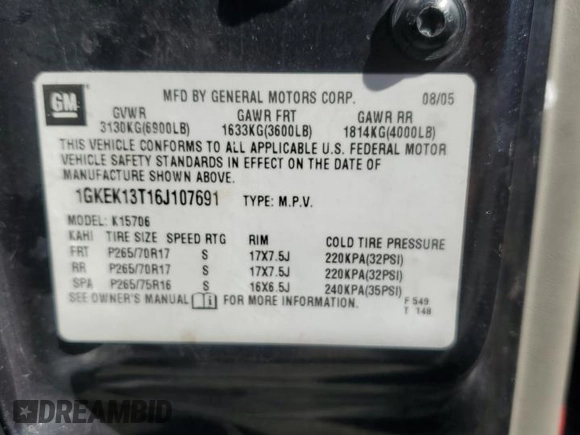 GM
MFD BY GENERAL MOTORS CORP. 08/05
GVWR GAWR FRT GAWR RR
3130KG(6900LB) 1633KG(3600LB) 1814KG(4000LB)
THIS VEHICLE CONFORMS TO ALL APPLICABLE U.S. FEDERAL MOTOR
VEHICLE SAFETY STANDARDS IN EFFECT ON THE DATE OF
MANUFACTURE SHOWN ABOVE.
1GKEK13T16J107691 TYPE: M.P.V.
MODEL: K15706
KAHI TIRE SIZE SPEED RTG RIM COLD TIRE PRESSURE
FRT P265/70R17 S 17X7.5J 220KPA(32PSI)
RR P265/70R17 S 17X7.5J 220KPA(32PSI)
SPA P265/75R16 S 16X6.5J 240KPA(35PSI)
SEE OWNER'S MANUAL FOR MORE INFORMATION.
F 549
T 148
DREAMBID